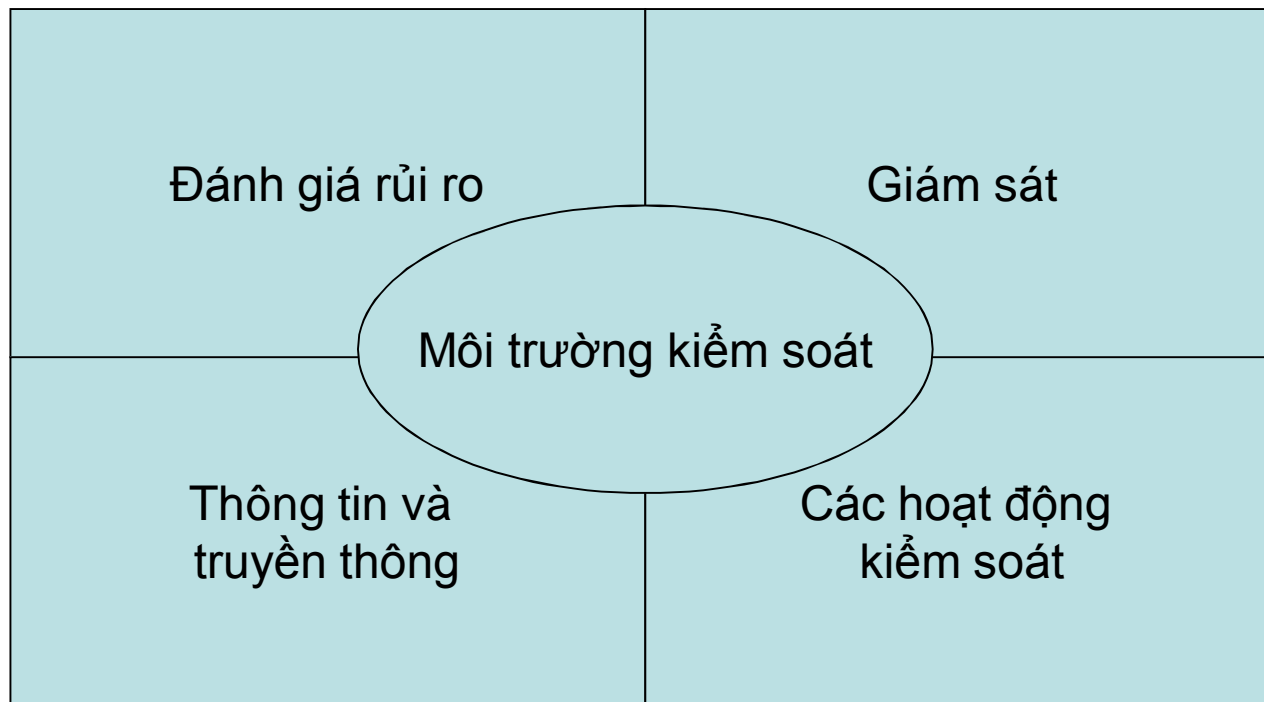 Đánh giá rủi ro
Giám sát
Môi trường kiểm soát
Thông tin và
truyền thông
Các hoạt động
kiểm soát